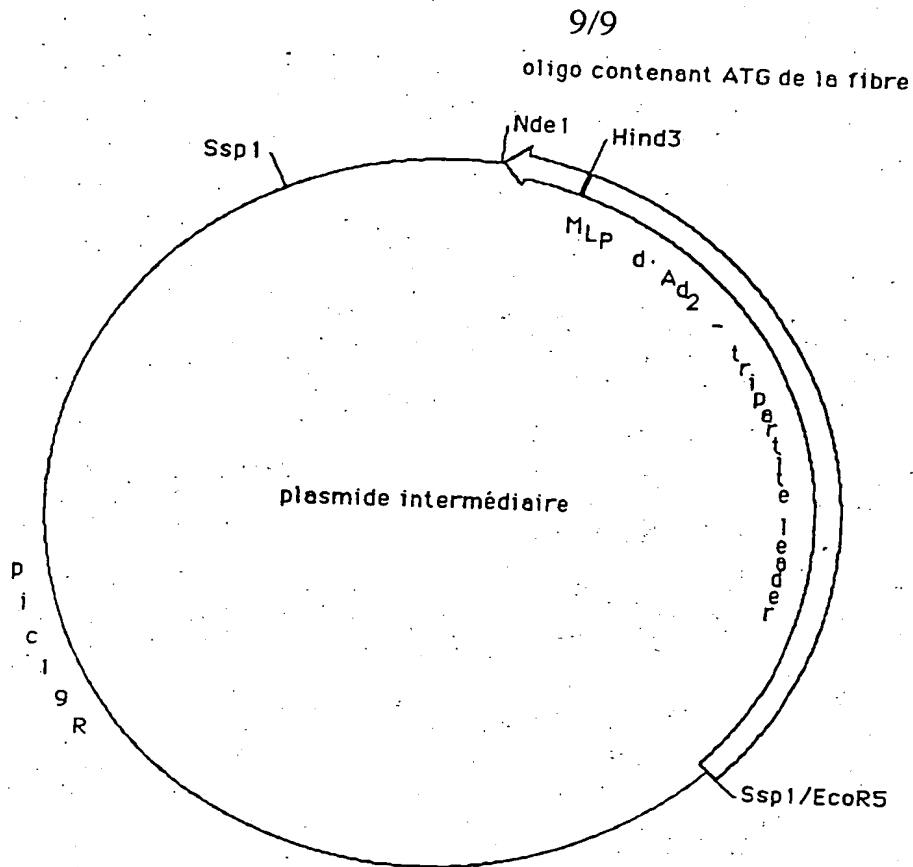 9/9
oligo contenant ATG de la fibre
Nde1
Hind3
Ssp1
MLp d'Ad2 - tripartite leader
plasmide intermédiaire
pic19R
Ssp1/EcoR5